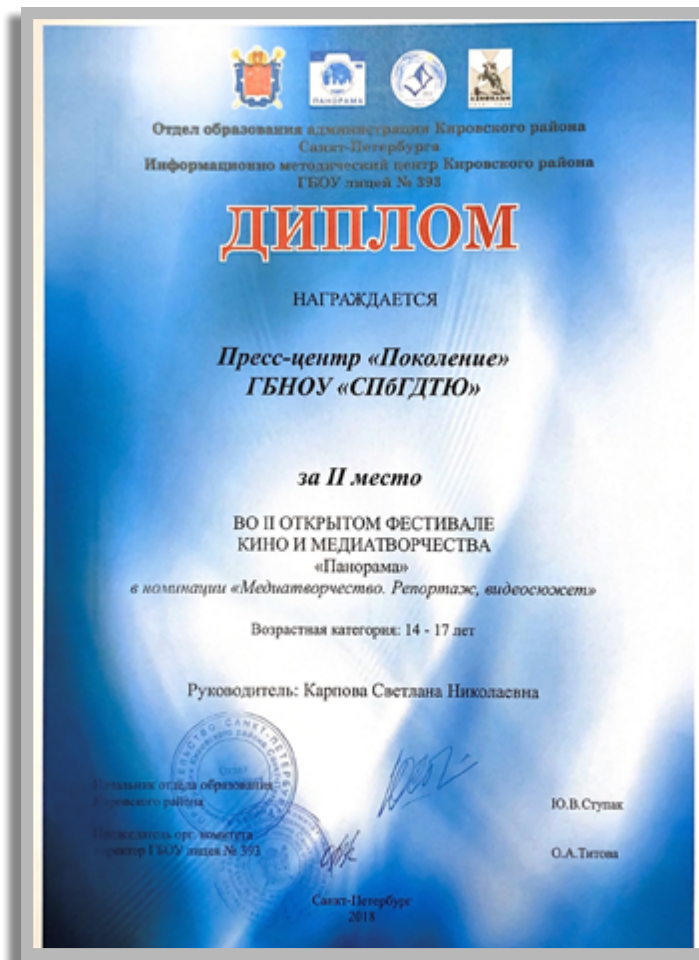 ПАНОРАМА
Отдел образования администрации Кировского района
Санкт-Петербурга
Информационно методический центр Кировского района
ГБОУ лицей № 393
ДИПЛОМ
НАГРАЖДАЕТСЯ
Пресс-центр «Поколение»
ГБНОУ «СПбГДТЮ»
за II место
ВО II ОТКРЫТОМ ФЕСТИВАЛЕ
КИНО И МЕДИАТВОРЧЕСТВА
«Панорама»
в номинации «Медиатворчество. Репортаж, видеосюжет»
Возрастная категория: 14 - 17 лет
Руководитель: Карпова Светлана Николаевна
Начальник отдела образования
Кировского района
Ю.В.Ступак
Председатель орг. комитета
директор ГБОУ лицея № 393
О.А.Титова
Санкт-Петербург
2018